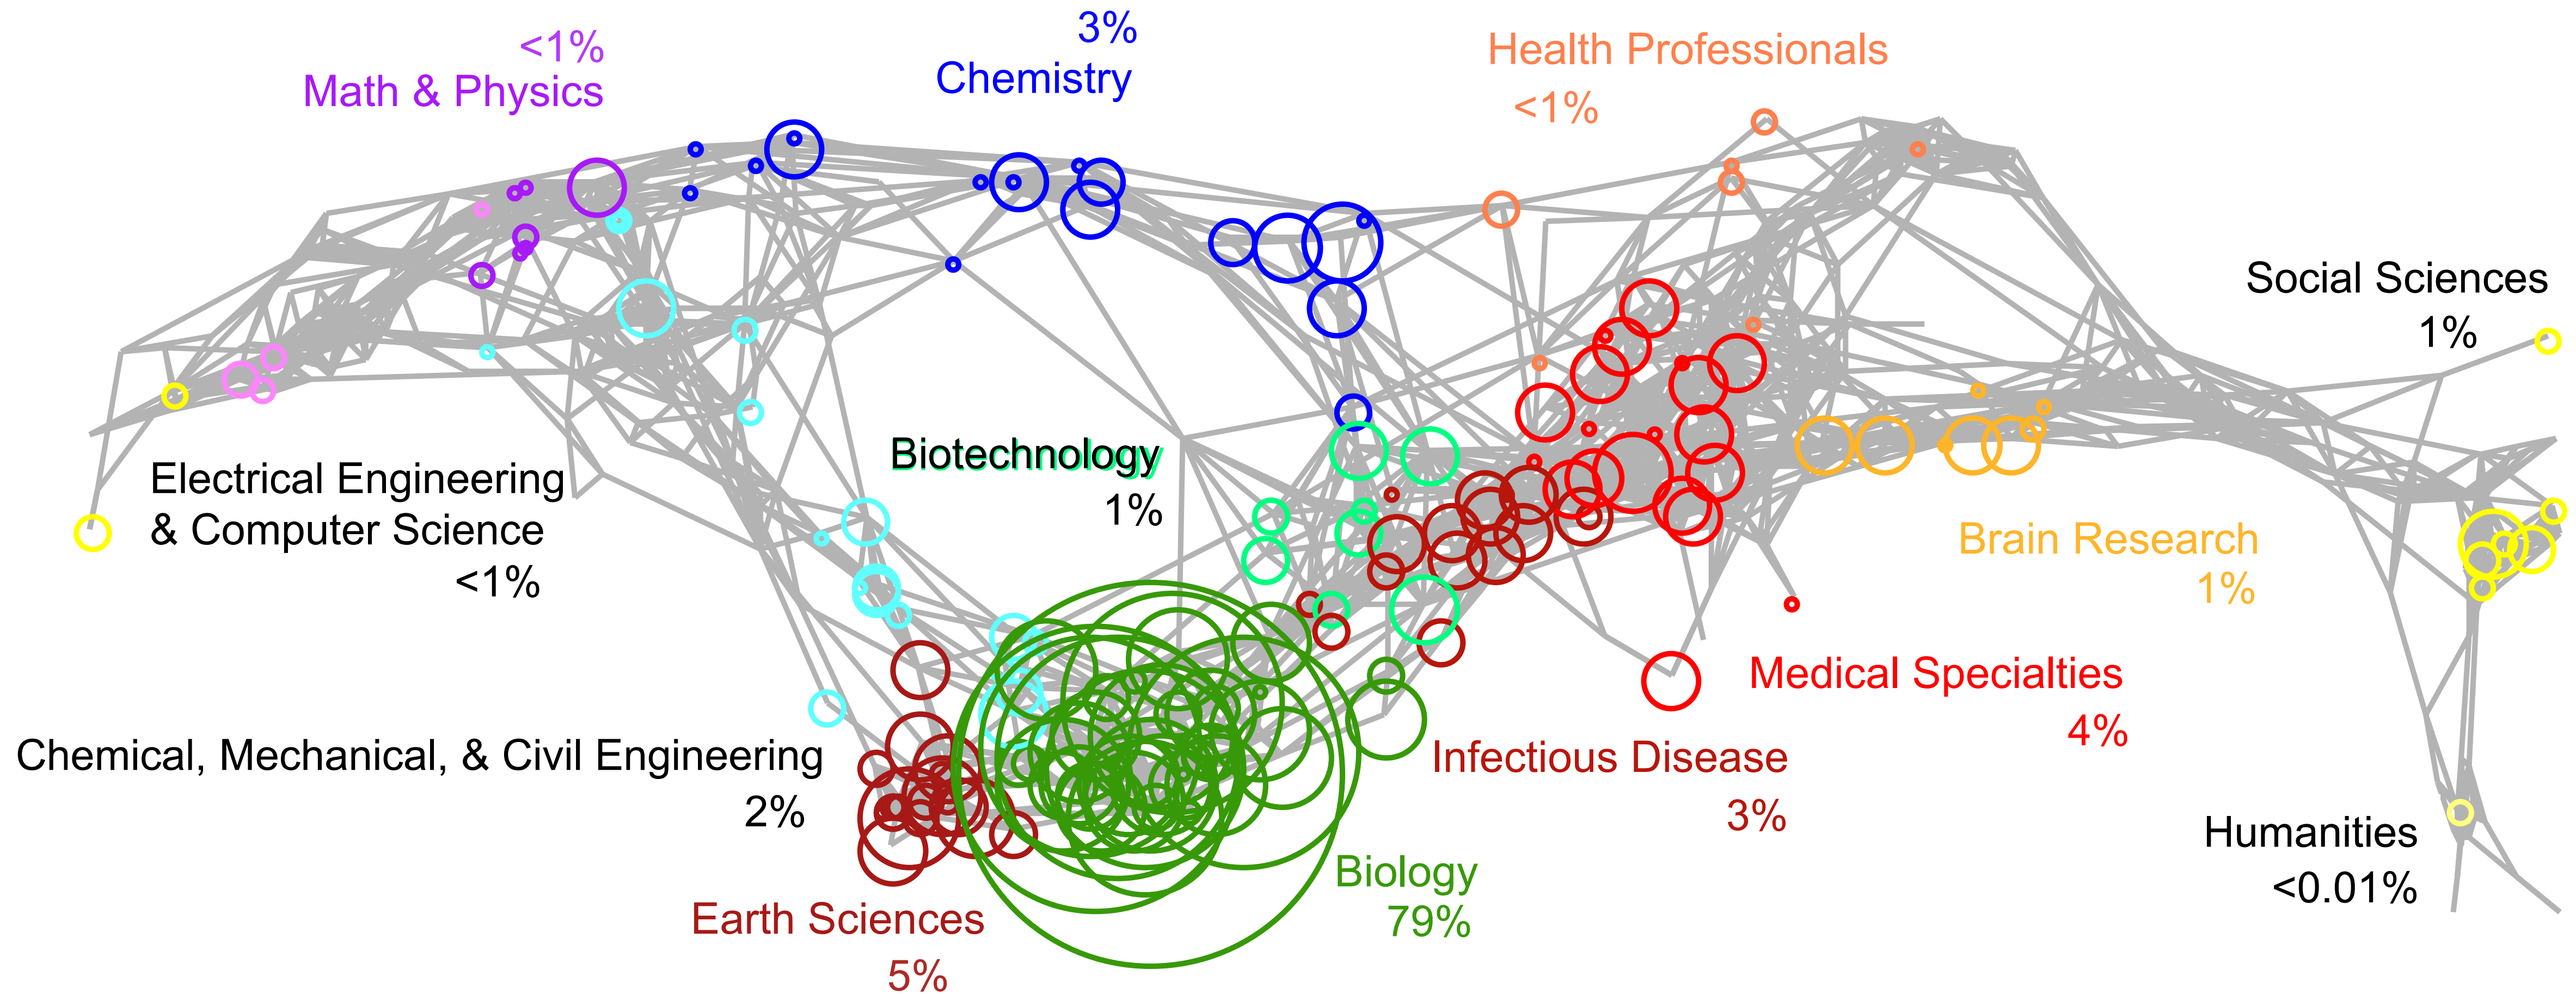 <1%
Math & Physics
3%
Chemistry
Health Professionals
<1%
Social Sciences
1%
Electrical Engineering
& Computer Science
<1%
Biotechnology
1%
Brain Research
1%
Medical Specialties
4%
Chemical, Mechanical, & Civil Engineering
2%
Infectious Disease
3%
Humanities
<0.01%
Biology
79%
Earth Sciences
5%